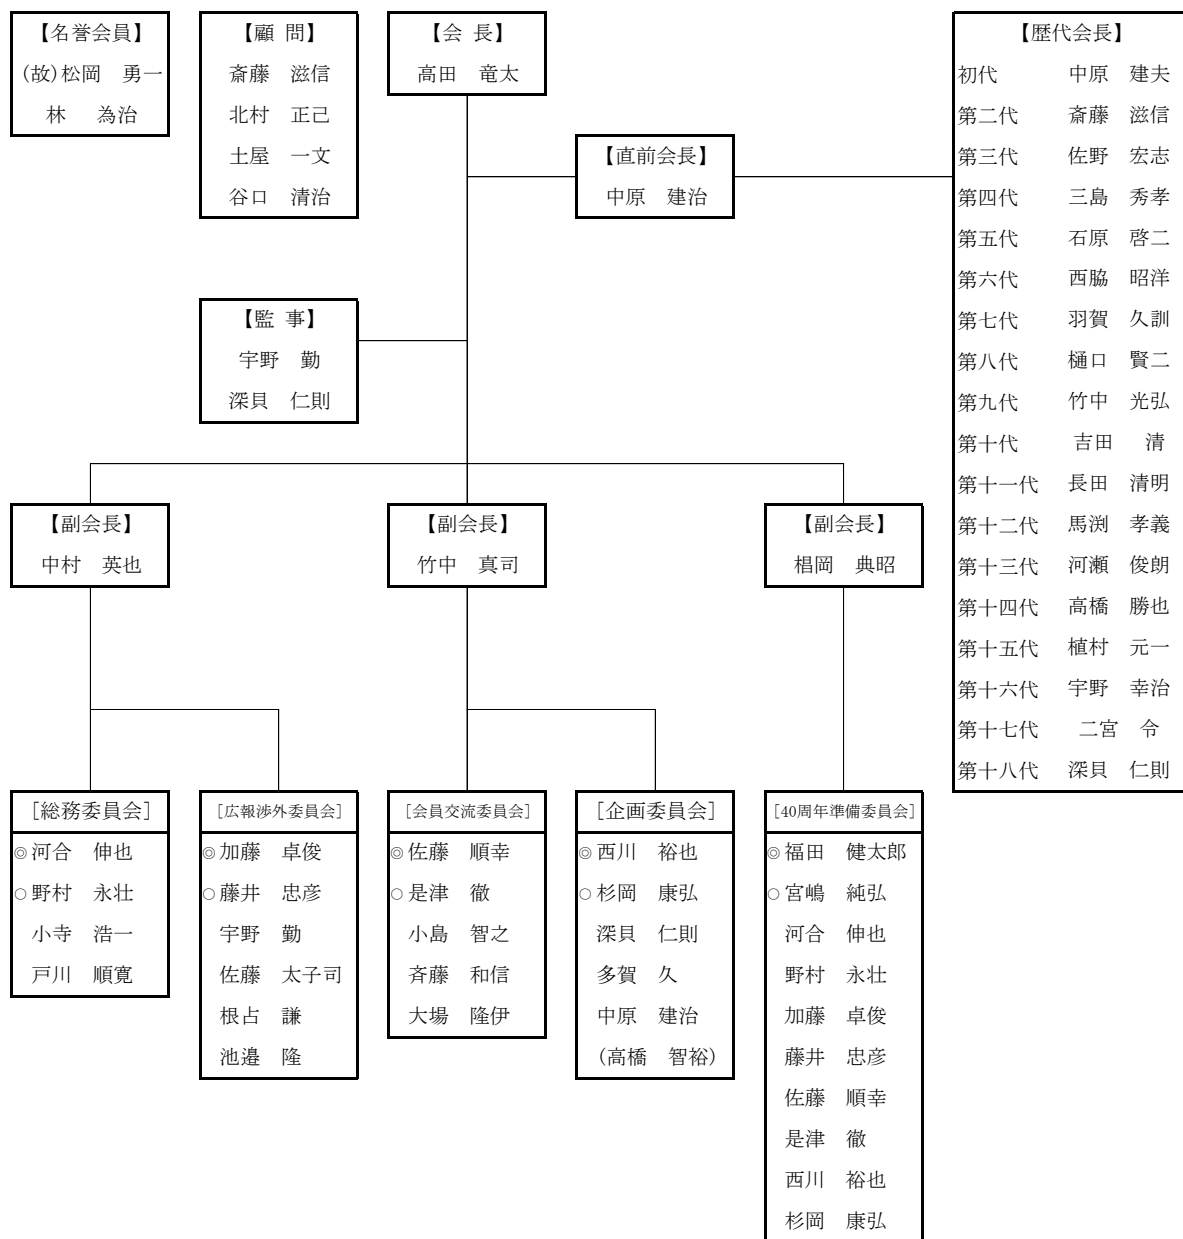 【名誉会員】
(故)松岡　勇一
林　為治
【顧 問】
斎藤　滋信
北村　正己
土屋　一文
谷口　清治
【会 長】
高田　竜太
【直前会長】
中原　建治
【歴代会長】
初代　中原　建夫
第二代　斎藤　滋信
第三代　佐野　宏志
第四代　三島　秀孝
第五代　石原　啓二
第六代　西脇　昭洋
第七代　羽賀　久訓
第八代　樋口　賢二
第九代　竹中　光弘
第十代　吉田　清
第十一代　長田　清明
第十二代　馬渕　孝義
第十三代　河瀬　俊朗
第十四代　高橋　勝也
第十五代　植村　元一
第十六代　宇野　幸治
第十七代　二宮　令
第十八代　深貝　仁則
【監 事】
宇野　勤
深貝　仁則
【副会長】
中村　英也
【副会長】
竹中　真司
【副会長】
椙岡　典昭
［総務委員会］
◎河合　伸也
○野村　永壮
小寺　浩一
戸川　順寛
［広報渉外委員会］
◎加藤　卓俊
○藤井　忠彦
宇野　勤
佐藤　太子司
根占　謙
池邉　隆
［会員交流委員会］
◎佐藤　順幸
○是津　徹
小島　智之
斉藤　和信
大場　隆伊
［企画委員会］
◎西川　裕也
○杉岡　康弘
深貝　仁則
多賀　久
中原　建治
(高橋　智裕)
［40周年準備委員会］
◎福田　健太郎
○宮嶋　純弘
河合　伸也
野村　永壮
加藤　卓俊
藤井　忠彦
佐藤　順幸
是津　徹
西川　裕也
杉岡　康弘